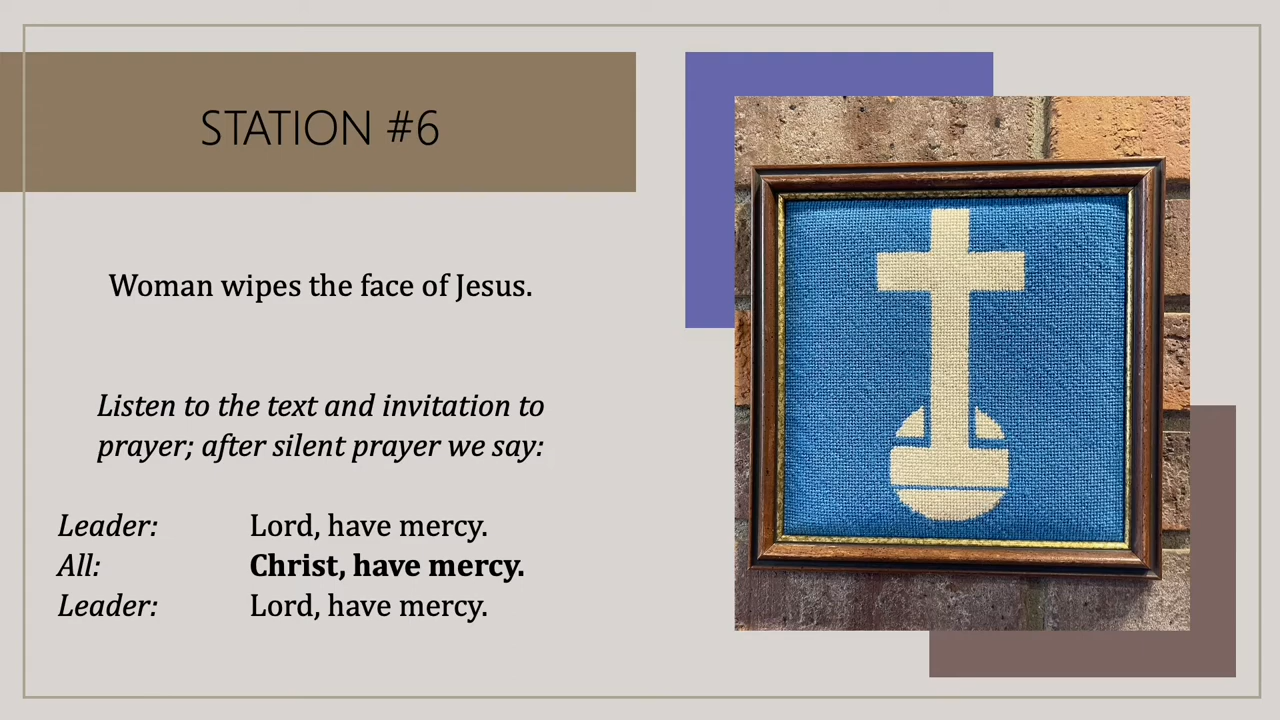 STATION #6
Woman wipes the face of Jesus.
Listen to the text and invitation to
prayer; after silent prayer we say:
Leader: Lord, have mercy.
All: Christ, have mercy.
Leader: Lord, have mercy.